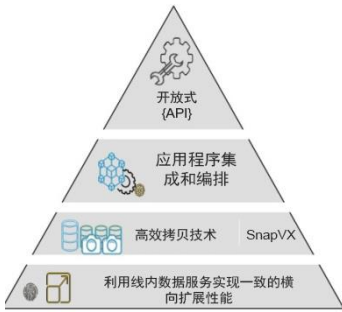 开放式
{API}
应用程序集
成和编排
高效拷贝技术 SnapVX
利用线内数据服务实现一致的横
向扩展性能